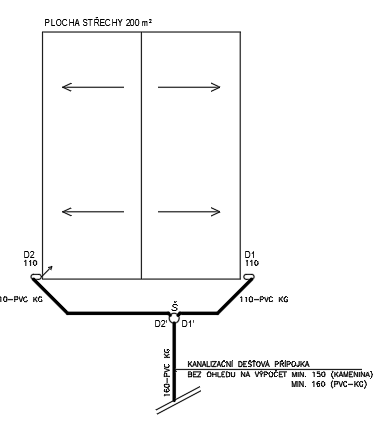 PLOCHA STŘECHY 200 m²
D2
110
D1
110
10-PVC KG
110-PVC KG
Š
D2' D1'
160-PVC KG
KANALIZAČNÍ DEŠŤOVÁ PŘÍPOJKA
BEZ OHLEDU NA VÝPOČET MIN. 150 (KAMENINA)
MIN. 160 (PVC-KG)